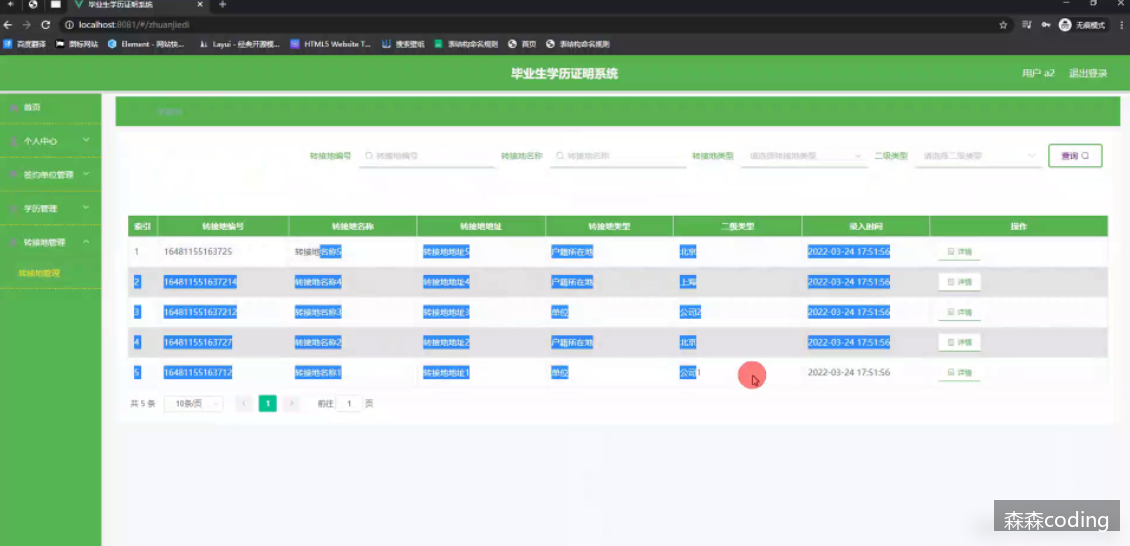 毕业生学历证明系统
localhost:8081/#/zhuanjiedi
无痕模式
百度翻译 图标网站 Element - 网站快... Layui - 经典开源模... HTML5 Website T... 搜索壁纸 表结构命名规则 首页 表结构命名规则
毕业生学历证明系统
用户 a2 退出登录
首页
个人中心
签约单位管理
学历管理
转接地管理
转接地管理
转接地编号 转接地编号 转接地名称 转接地名称 转接地类型 请选择转接地类型 二级类型 请选择二级类型 查询
索引 转接地编号 转接地名称 转接地地址 转接地类型 二级类型 录入时间 操作
1 16481155163725 转接地名称5 转接地地址5 户籍所在地 北京 2022-03-24 17:51:56 详情
2 164811551637214 转接地名称4 转接地地址4 户籍所在地 上海 2022-03-24 17:51:56 详情
3 164811551637212 转接地名称3 转接地地址3 单位 公司2 2022-03-24 17:51:56 详情
4 16481155163727 转接地名称2 转接地地址2 户籍所在地 北京 2022-03-24 17:51:56 详情
5 16481155163712 转接地名称1 转接地地址1 单位 公司1 2022-03-24 17:51:56 详情
共 5 条 10条/页 1 前往 1 页
森森coding